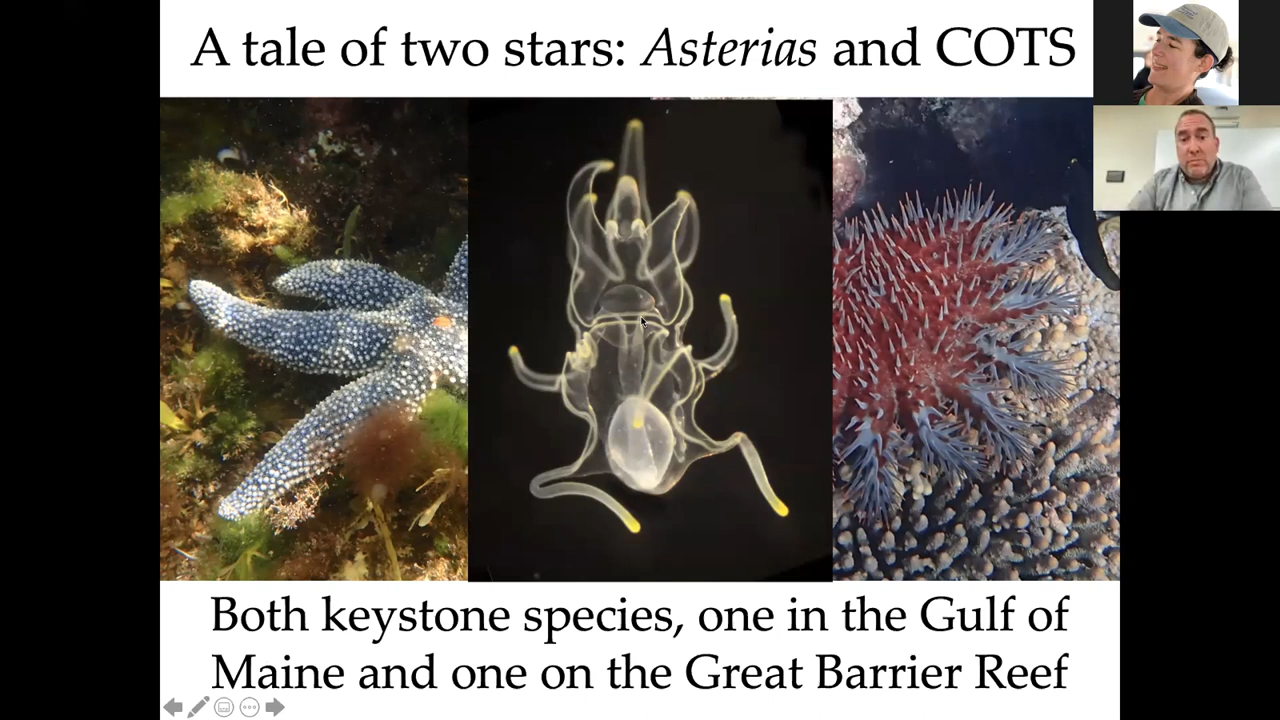 A tale of two stars: Asterias and COTS
Both keystone species, one in the Gulf of
Maine and one on the Great Barrier Reef